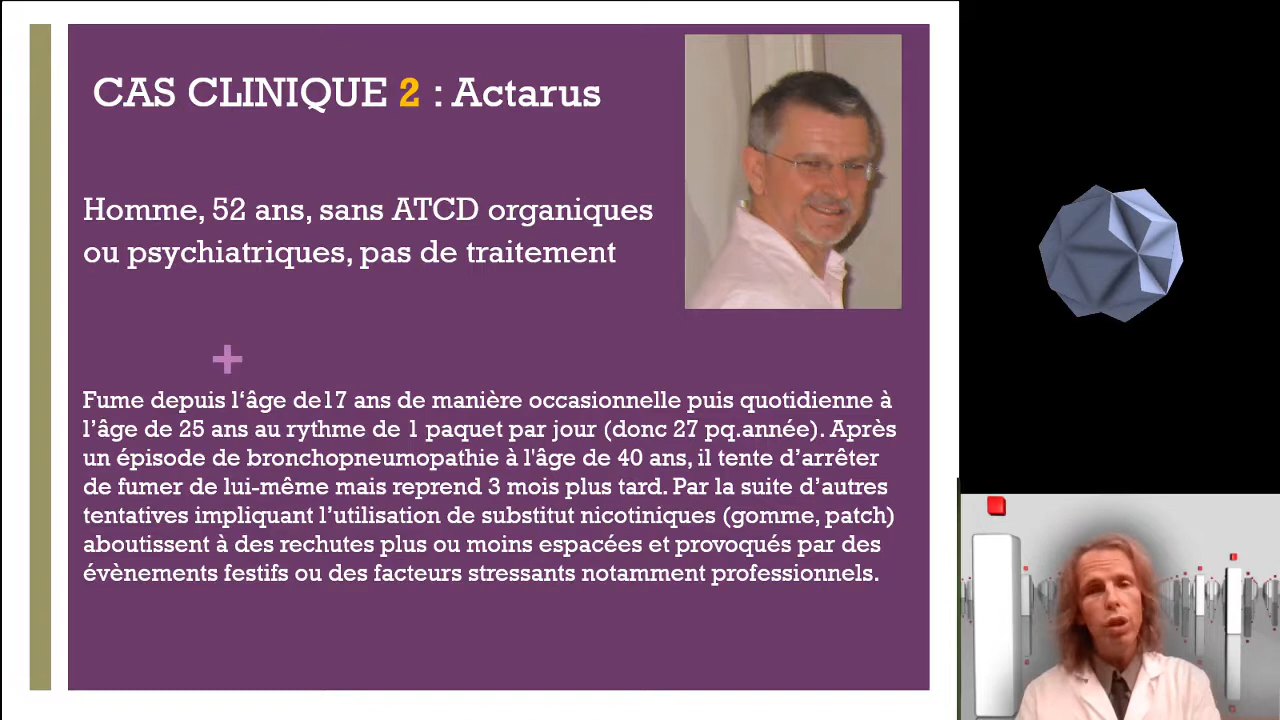 CAS CLINIQUE 2 : Actarus
Homme, 52 ans, sans ATCD organiques
ou psychiatriques, pas de traitement
+
Fume depuis l‘âge de17 ans de manière occasionnelle puis quotidienne à
l’âge de 25 ans au rythme de 1 paquet par jour (donc 27 pq.année). Après
un épisode de bronchopneumopathie à l'âge de 40 ans, il tente d’arrêter
de fumer de lui-même mais reprend 3 mois plus tard. Par la suite d’autres
tentatives impliquant l’utilisation de substitut nicotiniques (gomme, patch)
aboutissent à des rechutes plus ou moins espacées et provoqués par des
évènements festifs ou des facteurs stressants notamment professionnels.